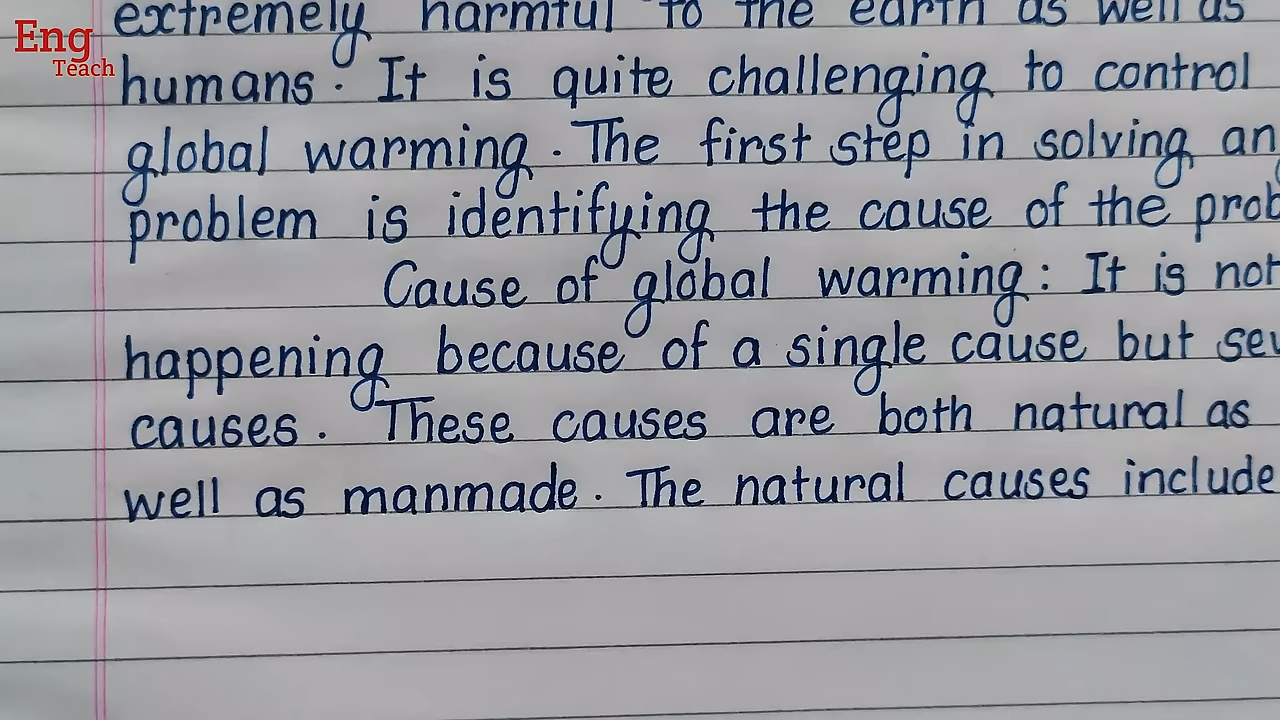 Eng
Teach
extremely harmful to the earth as well as
humans. It is quite challenging to control
global warming. The first step in solving
problem is identifying the cause of the
Cause of global warming: It is not
happening because of a single cause but
causes. These causes are both natural as
well as manmade. The natural causes include